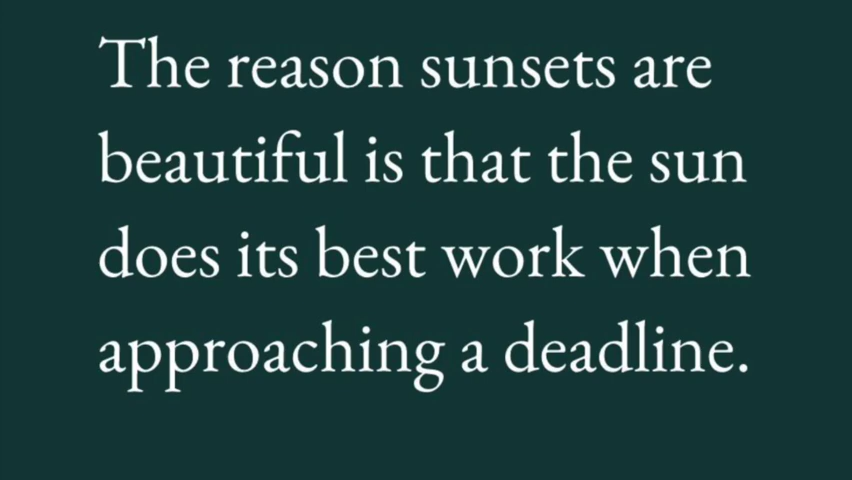 The reason sunsets are
beautiful is that the sun
does its best work when
approaching a deadline.